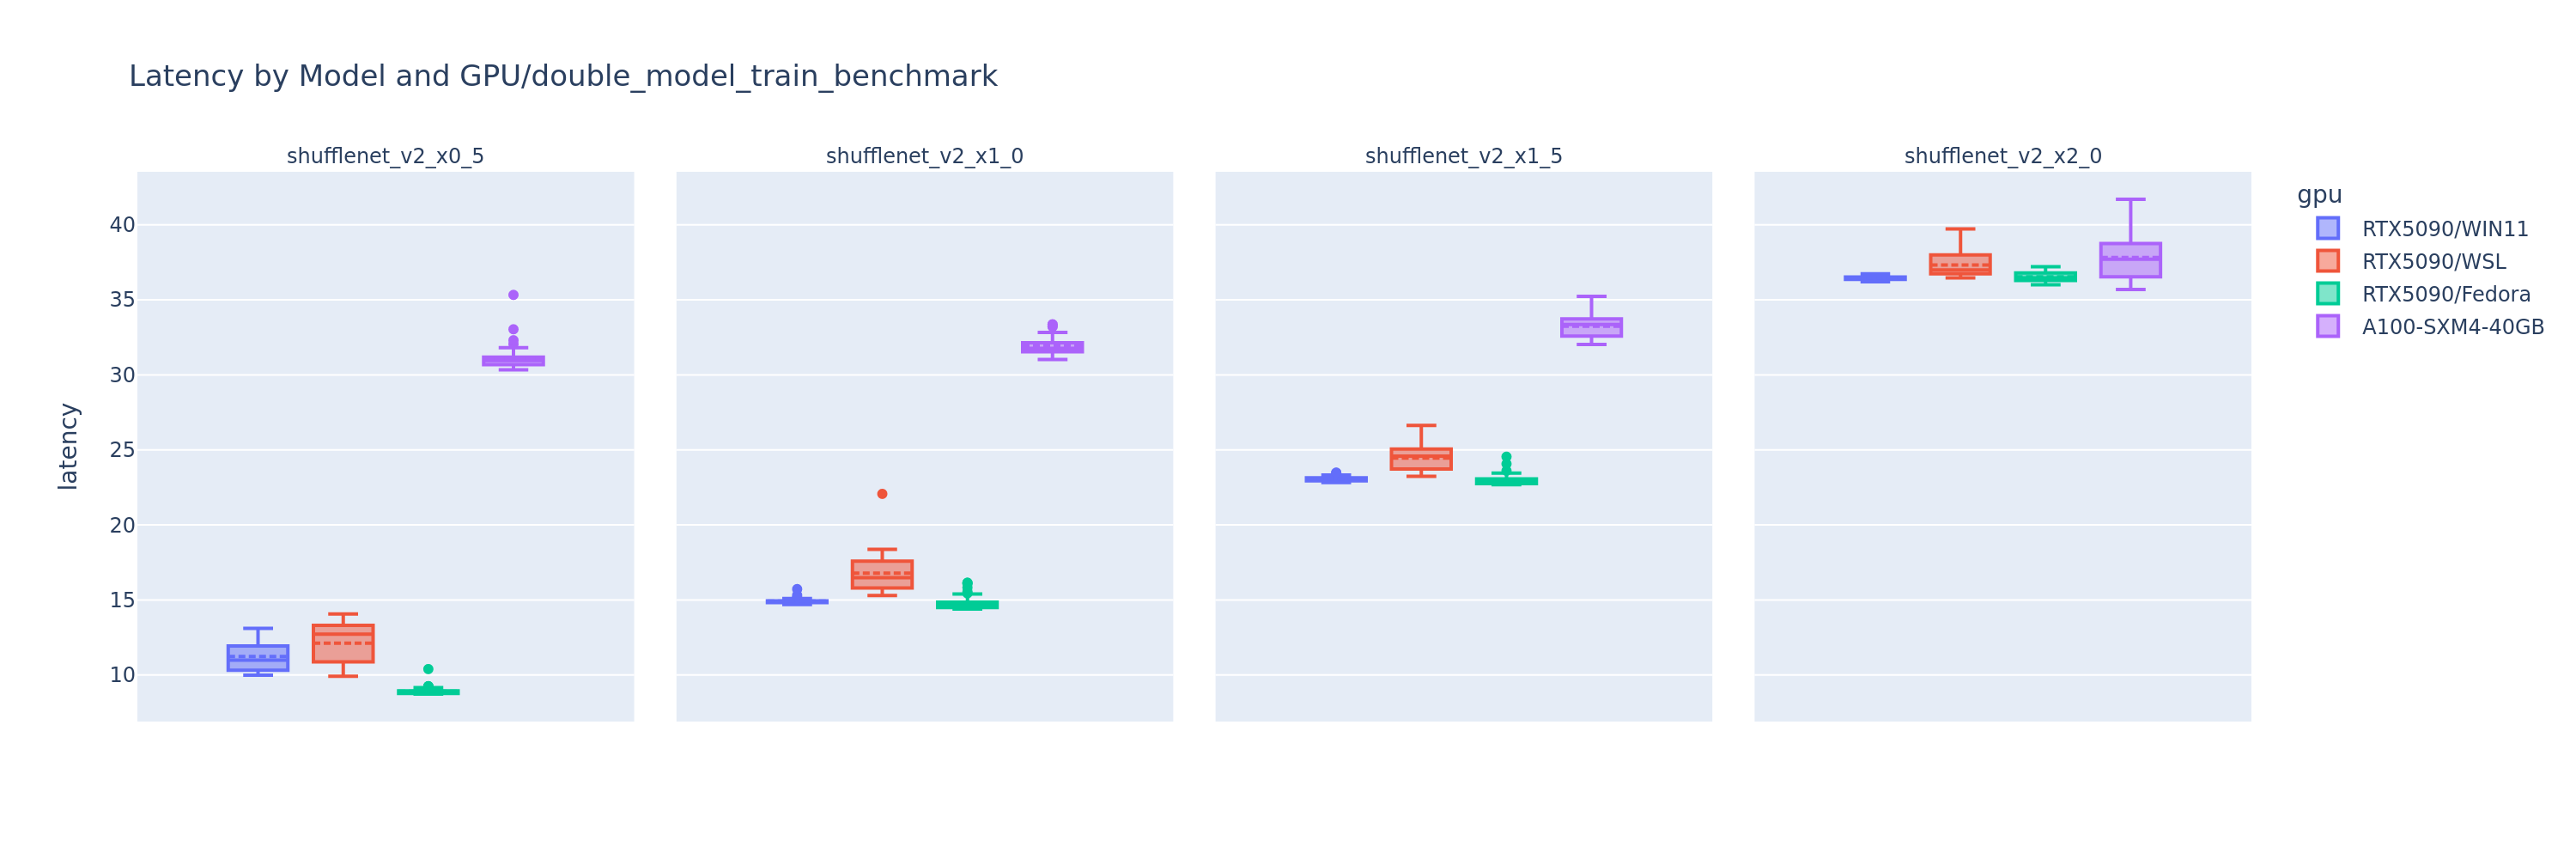 Latency by Model and GPU/double_model_train_benchmark
shufflenet_v2_x0_5
shufflenet_v2_x1_0
shufflenet_v2_x1_5
shufflenet_v2_x2_0
latency
40
35
30
25
20
15
10
gpu
RTX5090/WIN11
RTX5090/WSL
RTX5090/Fedora
A100-SXM4-40GB